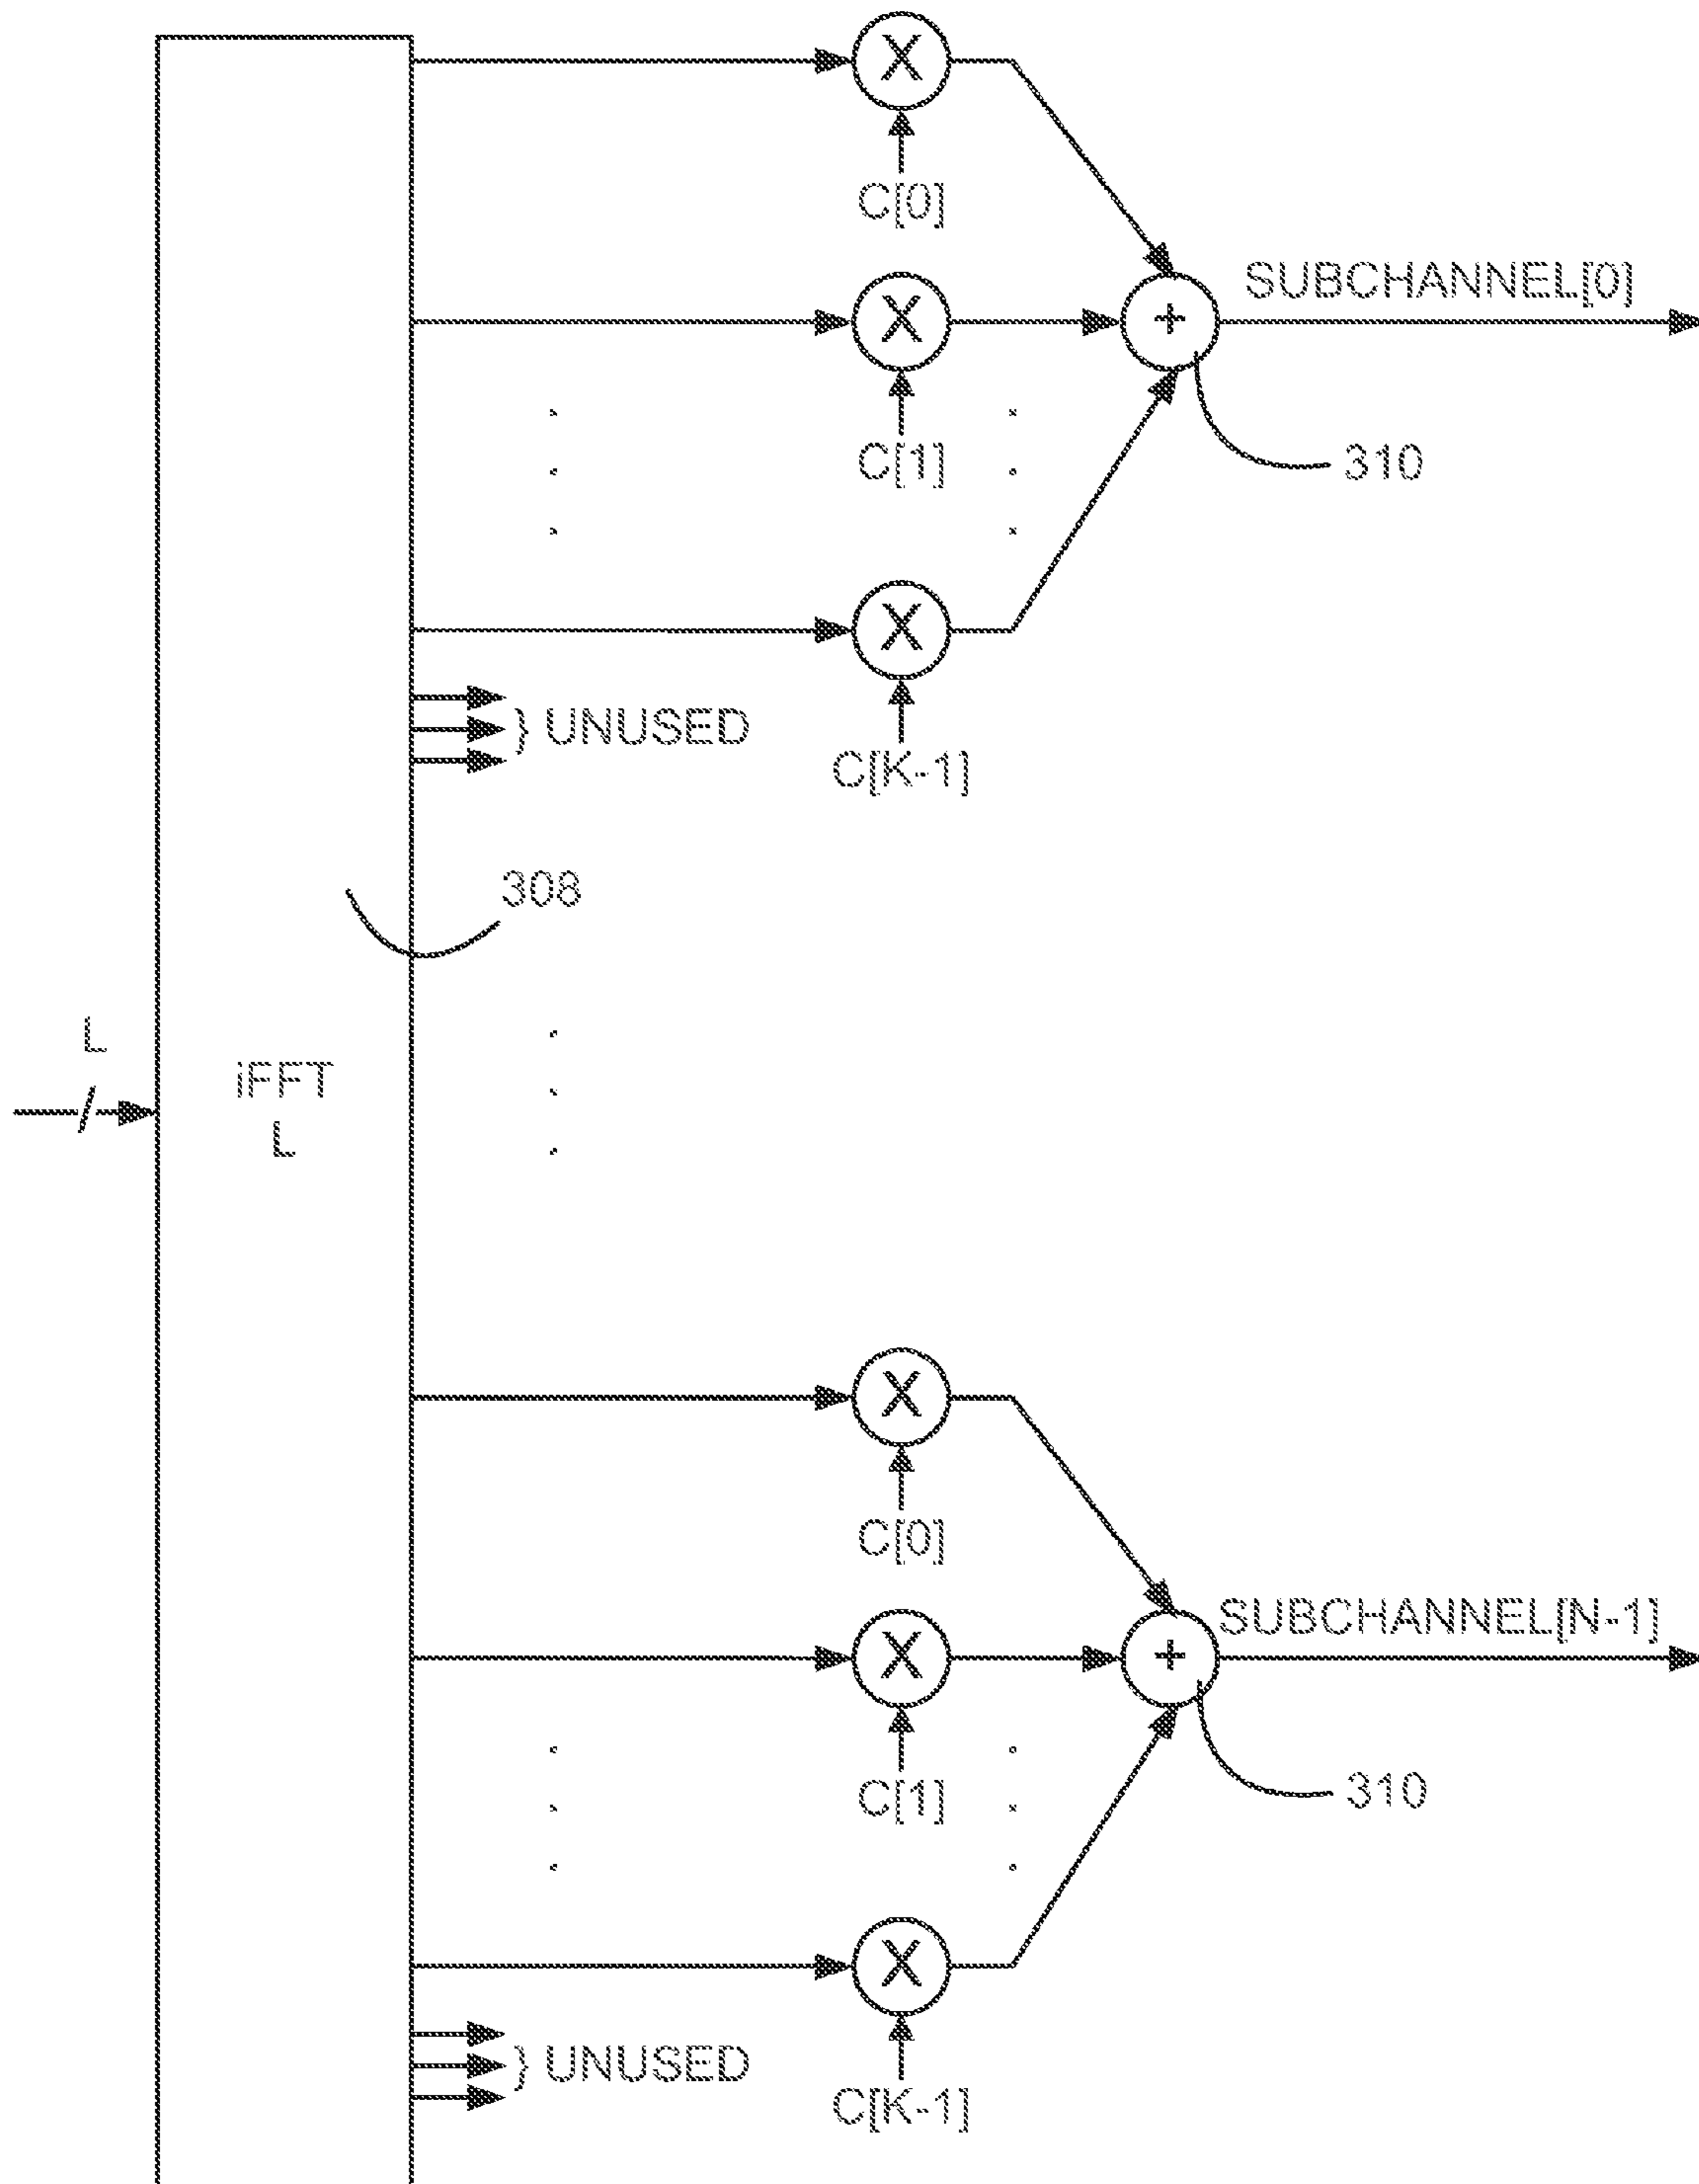 X
C[0]
SUBCHANNEL[0]
X
+
C[1]
310
X
} UNUSED
C[K-1]
308
L
/
iFFT
L
X
C[0]
SUBCHANNEL[N-1]
X
+
C[1]
310
X
} UNUSED
C[K-1]